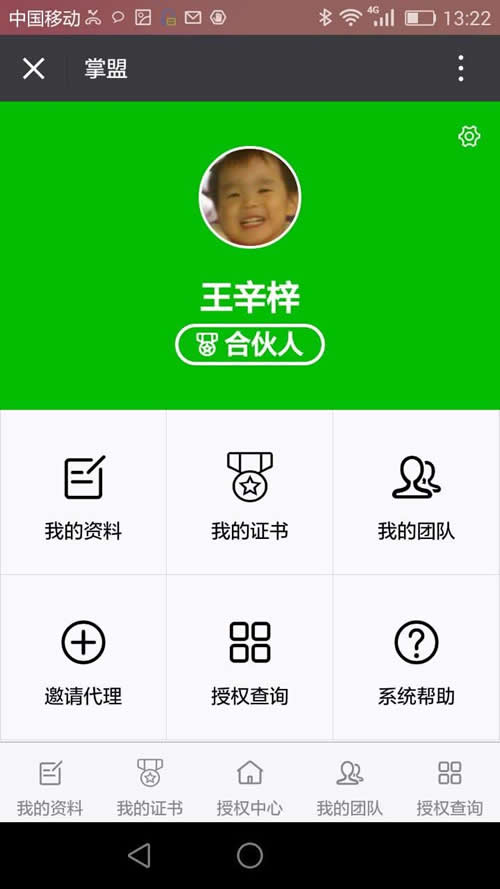 中国移动 4G 13:22
掌盟
王辛梓
合伙人
我的资料 我的证书 我的团队
邀请代理 授权查询 系统帮助
我的资料 我的证书 授权中心 我的团队 授权查询